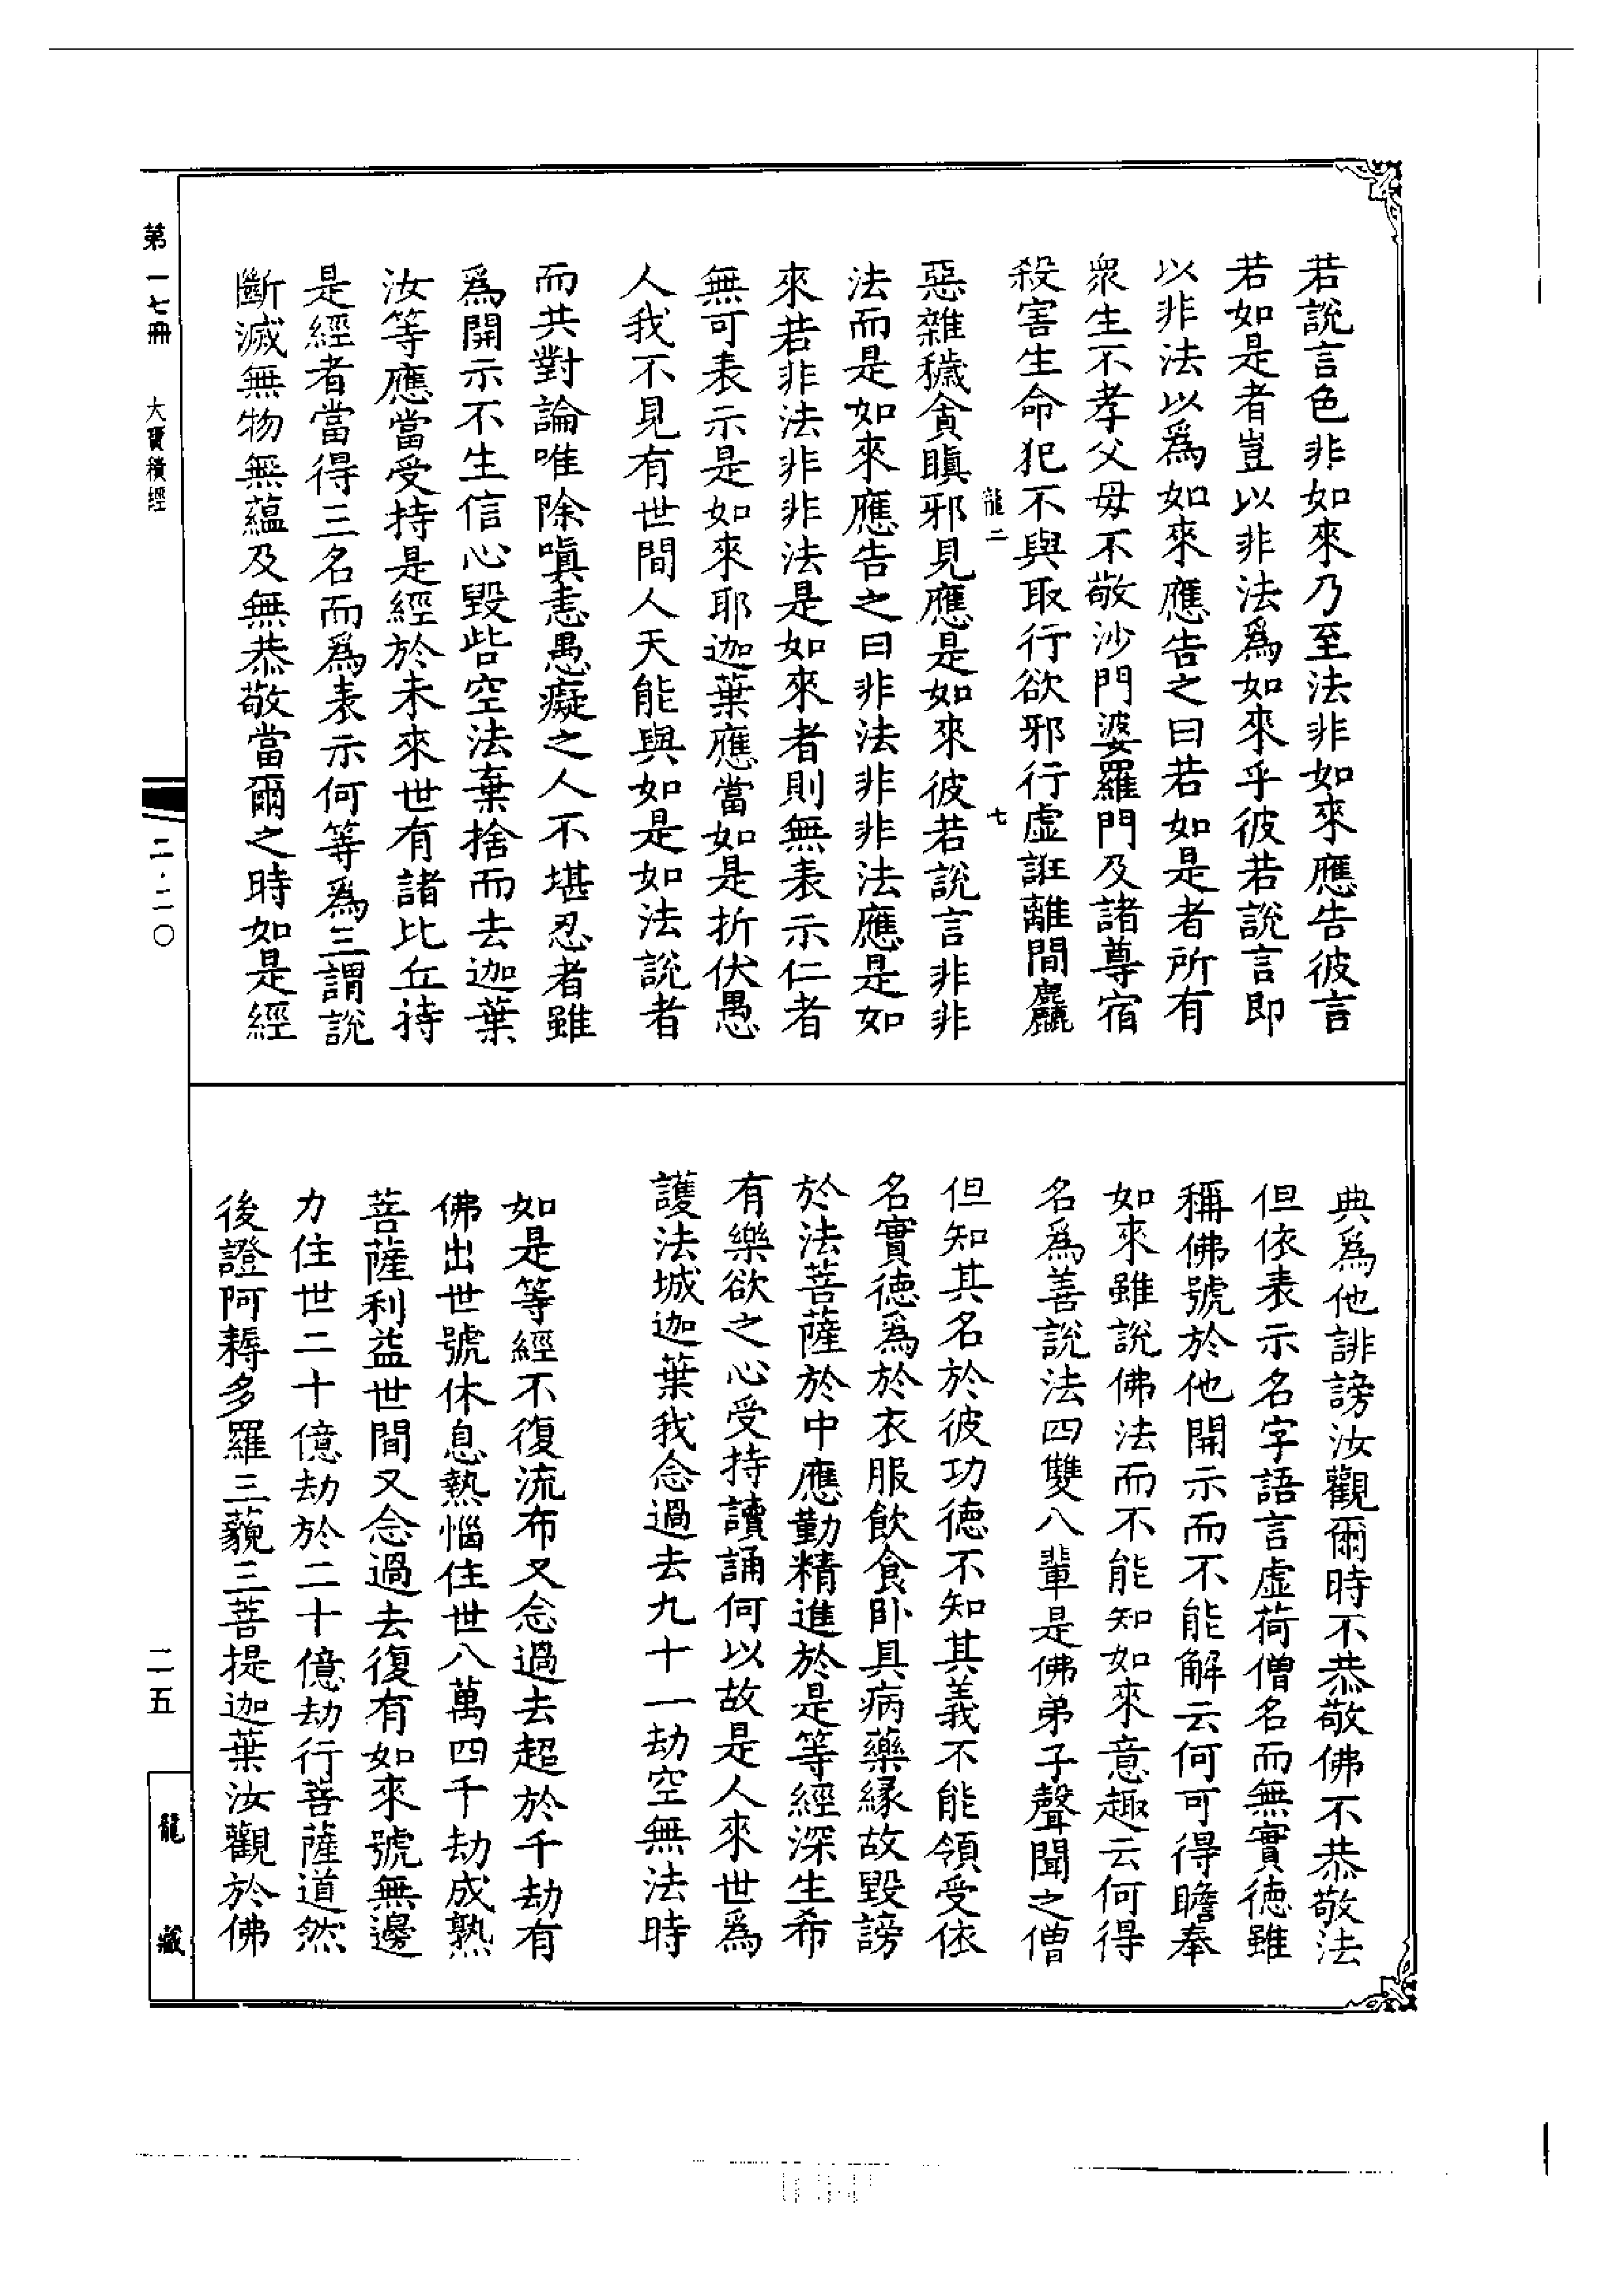 若說言色非如來乃至法非如來應告彼言
若如是者豈以非法爲如來乎彼若說言即
以非法以爲如來應告之曰若如是者所有
衆生不孝父母不敬沙門婆羅門及諸尊宿
殺害生命犯不與取行欲邪行虛誑離間麤
龍二
七
惡雜穢貪瞋邪見應是如來彼若說言非非
法而是如來應告之曰非法非非法應是如
來若非法非非法是如來者則無表示仁者
無可表示是如來耶迦葉應當如是折伏愚
人我不見有世間人天能與如是如法說者
而共對論唯除嗔恚愚癡之人不堪忍者雖
爲開示不生信心毀呰空法棄捨而去迦葉
汝等應當受持是經於未來世有諸比丘待
是經者當得三名而爲表示何等爲三謂說
斷滅無物無蘊及無恭敬當爾之時如是經
典爲他誹謗汝觀爾時不恭敬佛不恭敬法
但依表示名字語言虛荷僧名而無實德雖
稱佛號於他開示而不能解云何可得瞻奉
如來雖說佛法而不能知如來意趣云何得
名爲善說法四雙八輩是佛弟子聲聞之僧
但知其名於彼功德不知其義不能領受依
名實德爲於衣服飲食卧具病藥緣故毀謗
於法菩薩於中應勤精進於是等經深生希
有樂欲之心受持讀誦何以故是人來世爲
護法城迦葉我念過去九十一劫空無法時
如是等經不復流布又念過去超於千劫有
佛出世號休息熱惱住世八萬四千劫成熟
菩薩利益世間又念過去復有如來號無邊
力住世二十億劫於二十億劫行菩薩道然
後證阿耨多羅三藐三菩提迦葉汝觀於佛
第一七冊 大寶積經
二·二〇
二五
龍藏